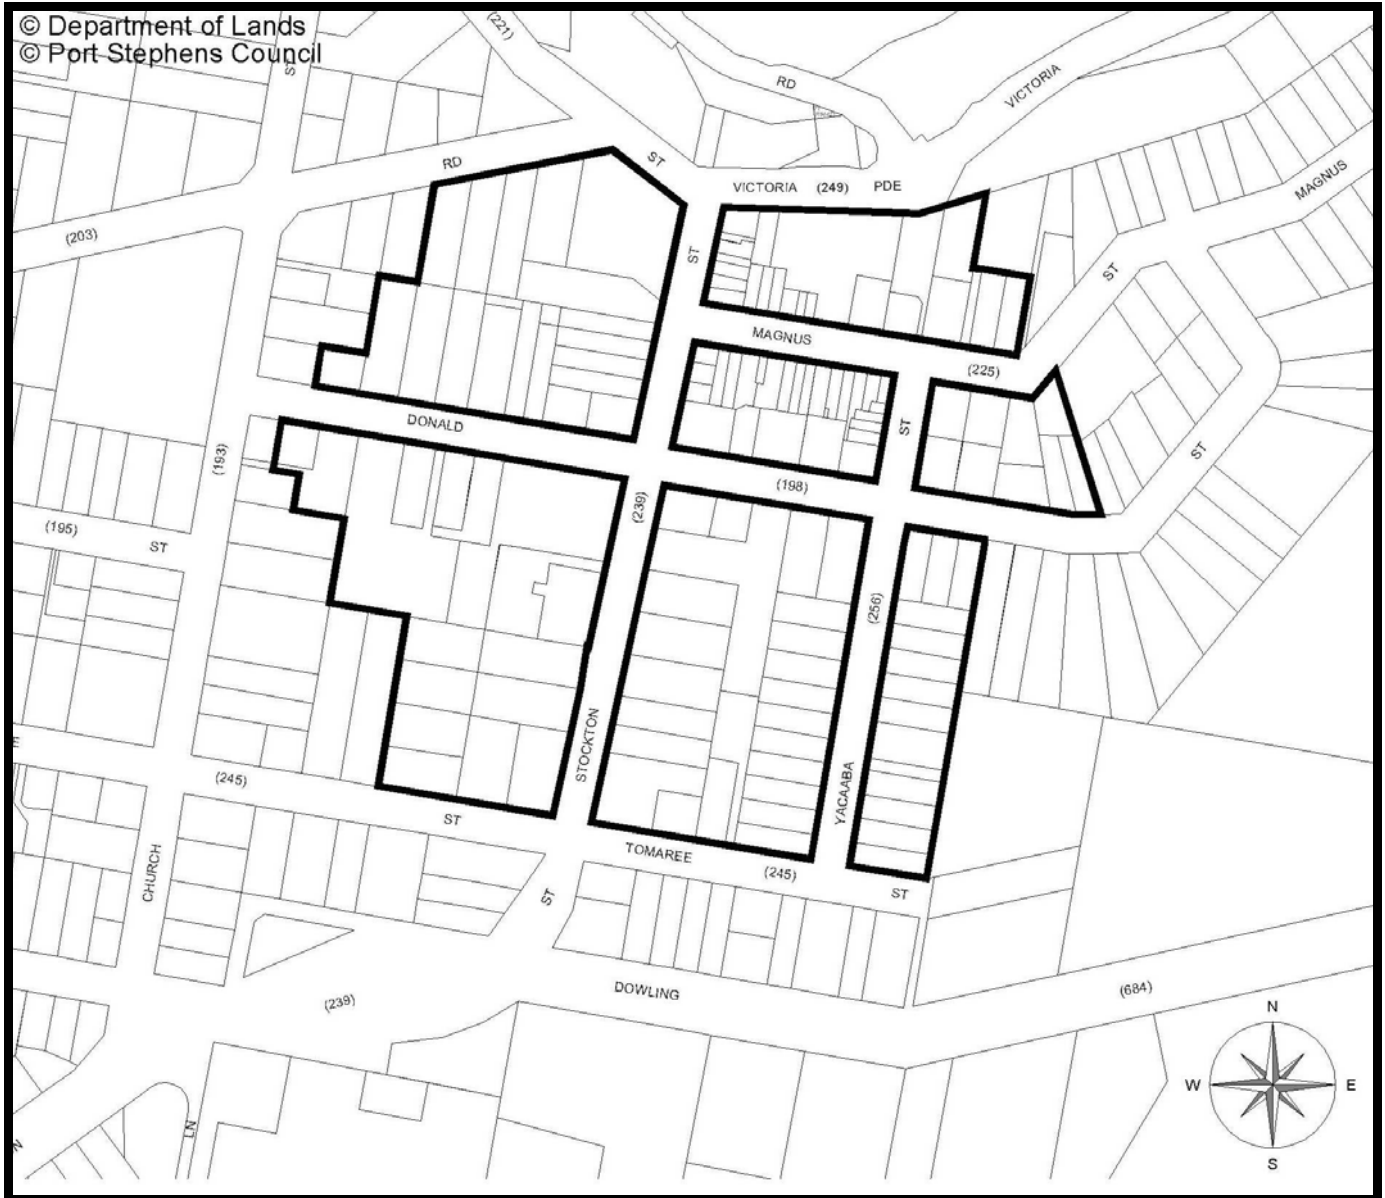 © Department of Lands
© Port Stephens Council
(221)
ST
RD
VICTORIA
RD
ST
VICTORIA (249) PDE
MAGNUS
(203)
ST
ST
MAGNUS
(225)
DONALD
ST
(193)
ST
(198)
(239)
(195)
ST
(256)
STOCKTON
E
(245)
YACAABA
ST
TOMAREE
(245)
ST
CHURCH
ST
DOWLING
(684)
(239)
N
W
E
S
LN
N